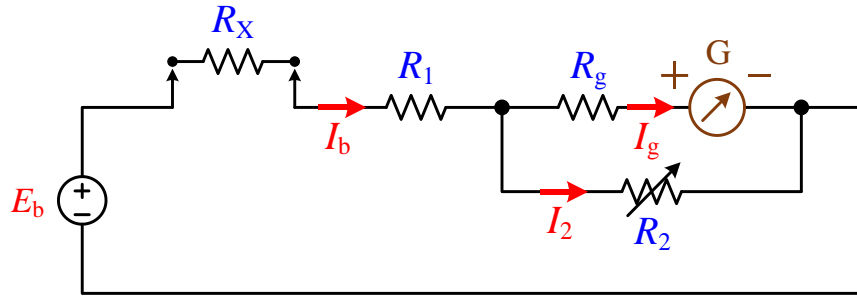 R_X
R_1
R_g
+ G −
I_b
I_g
E_b
+
−
I_2
R_2